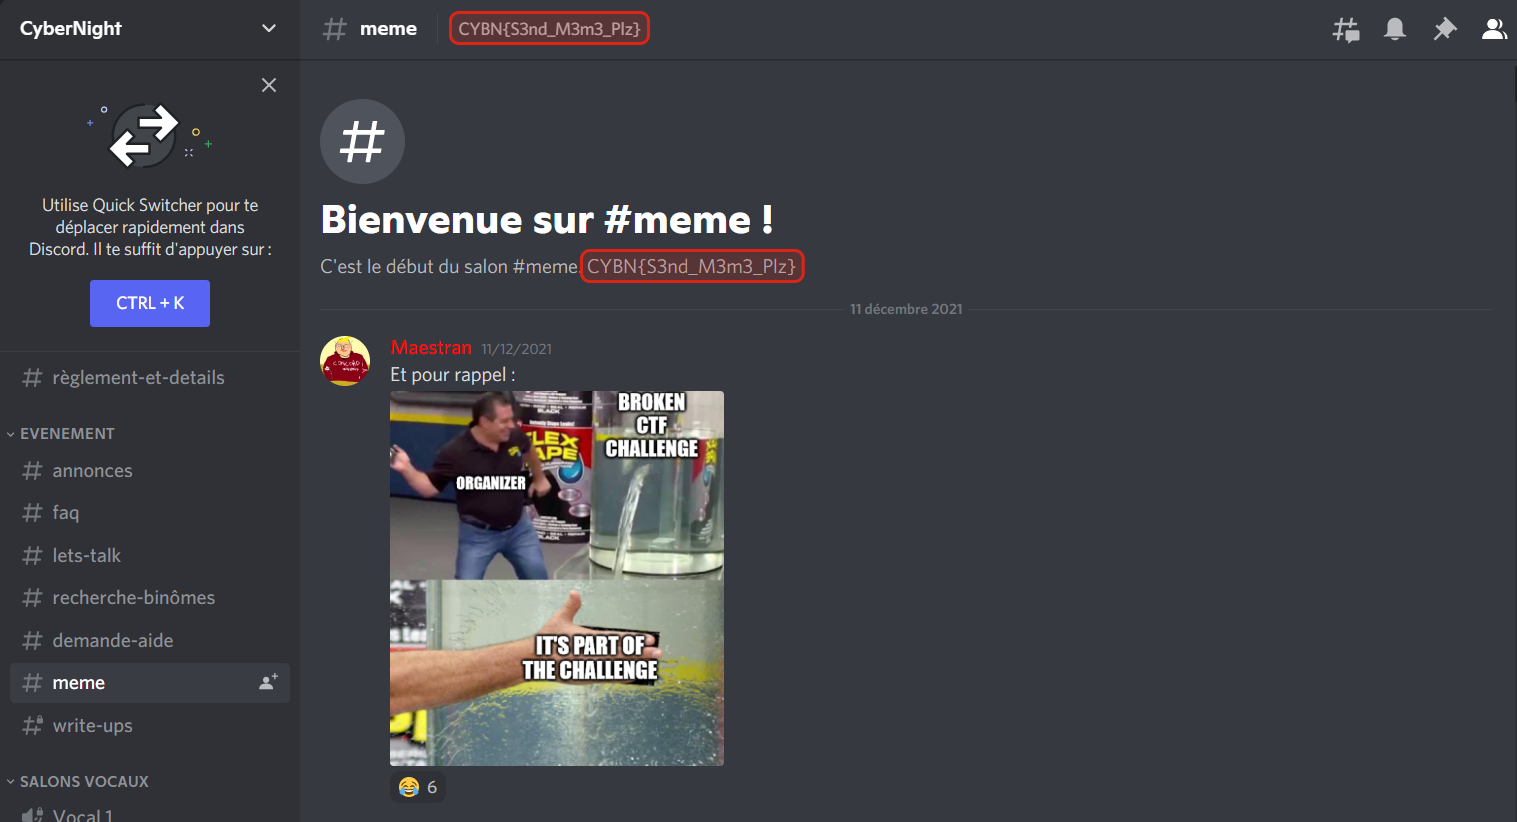 CyberNight
meme
CYBN{S3nd_M3m3_Plz}
Utilise Quick Switcher pour te
déplacer rapidement dans
Discord. Il te suffit d'appuyer sur :
CTRL + K
règlement-et-details
EVENEMENT
annonces
faq
lets-talk
recherche-binômes
demande-aide
meme
write-ups
SALONS VOCAUX
Vocal 1
Bienvenue sur #meme !
C'est le début du salon #meme. CYBN{S3nd_M3m3_Plz}
11 décembre 2021
Maestran 11/12/2021
Et pour rappel :
BROKEN
CTF
CHALLENGE
FLEX
TAPE
BLACK
ORGANIZER
IT'S PART OF
THE CHALLENGE
6